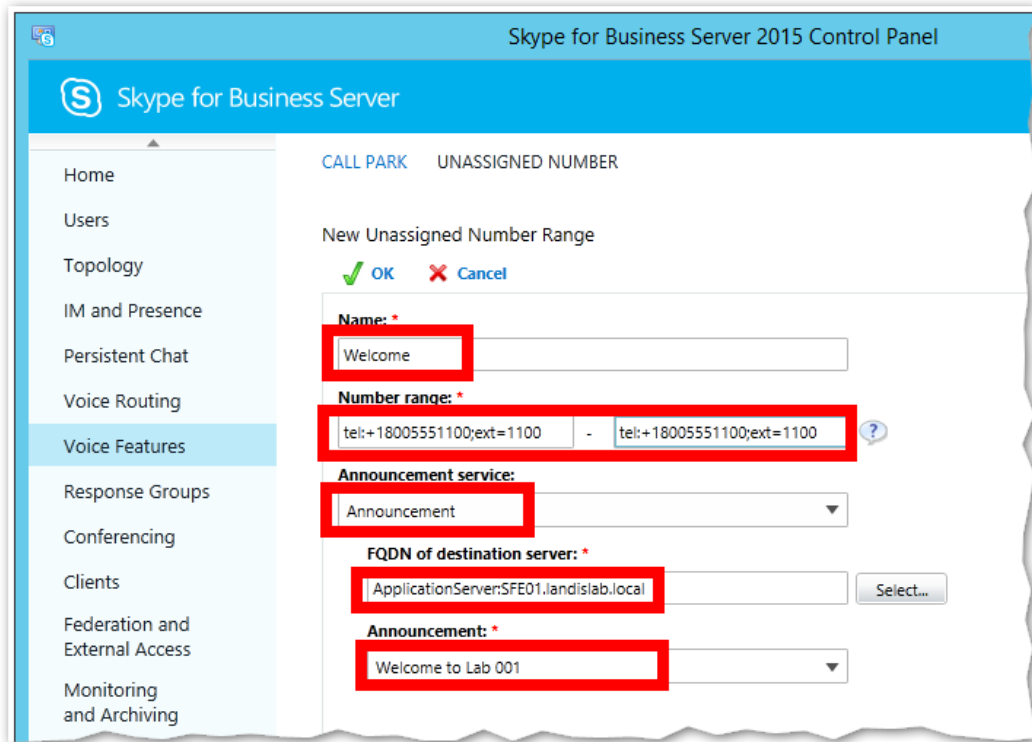 Skype for Business Server 2015 Control Panel
S Skype for Business Server
Home
Users
Topology
IM and Presence
Persistent Chat
Voice Routing
Voice Features
Response Groups
Conferencing
Clients
Federation and
External Access
Monitoring
and Archiving
CALL PARK UNASSIGNED NUMBER
New Unassigned Number Range
OK Cancel
Name: *
Welcome
Number range: *
tel:+18005551100;ext=1100 - tel:+18005551100;ext=1100 ?
Announcement service:
Announcement
FQDN of destination server: *
ApplicationServer:SFE01.landislab.local Select...
Announcement: *
Welcome to Lab 001